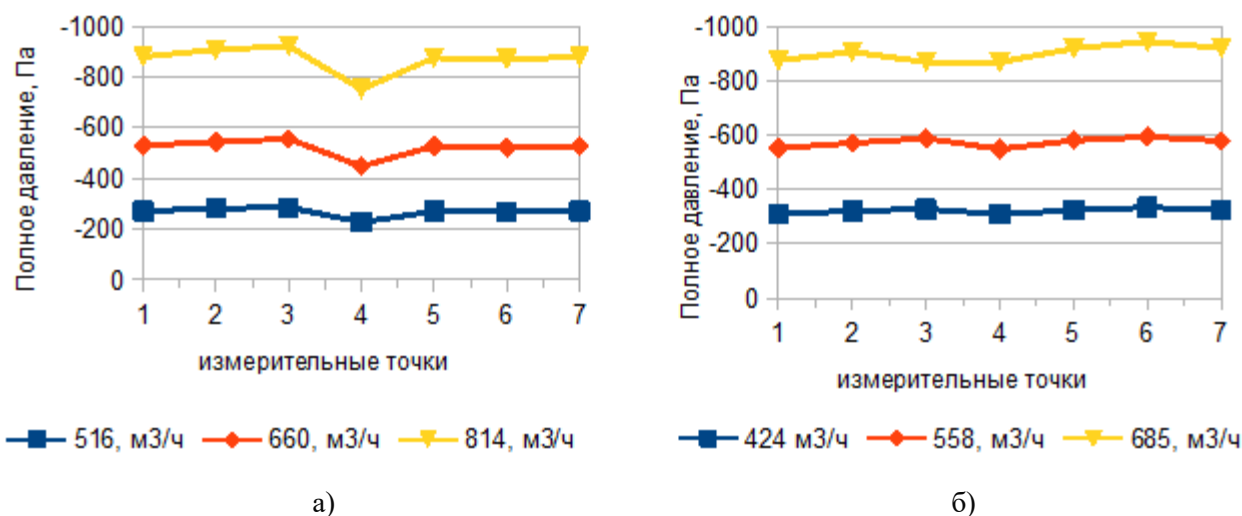 Полное давление, Па
-1000
-800
-600
-400
-200
0
1 2 3 4 5 6 7
измерительные точки
516, м3/ч 660, м3/ч 814, м3/ч
а)
Полное давление, Па
-1000
-800
-600
-400
-200
0
1 2 3 4 5 6 7
измерительные точки
424 м3/ч 558, м3/ч 685, м3/ч
б)